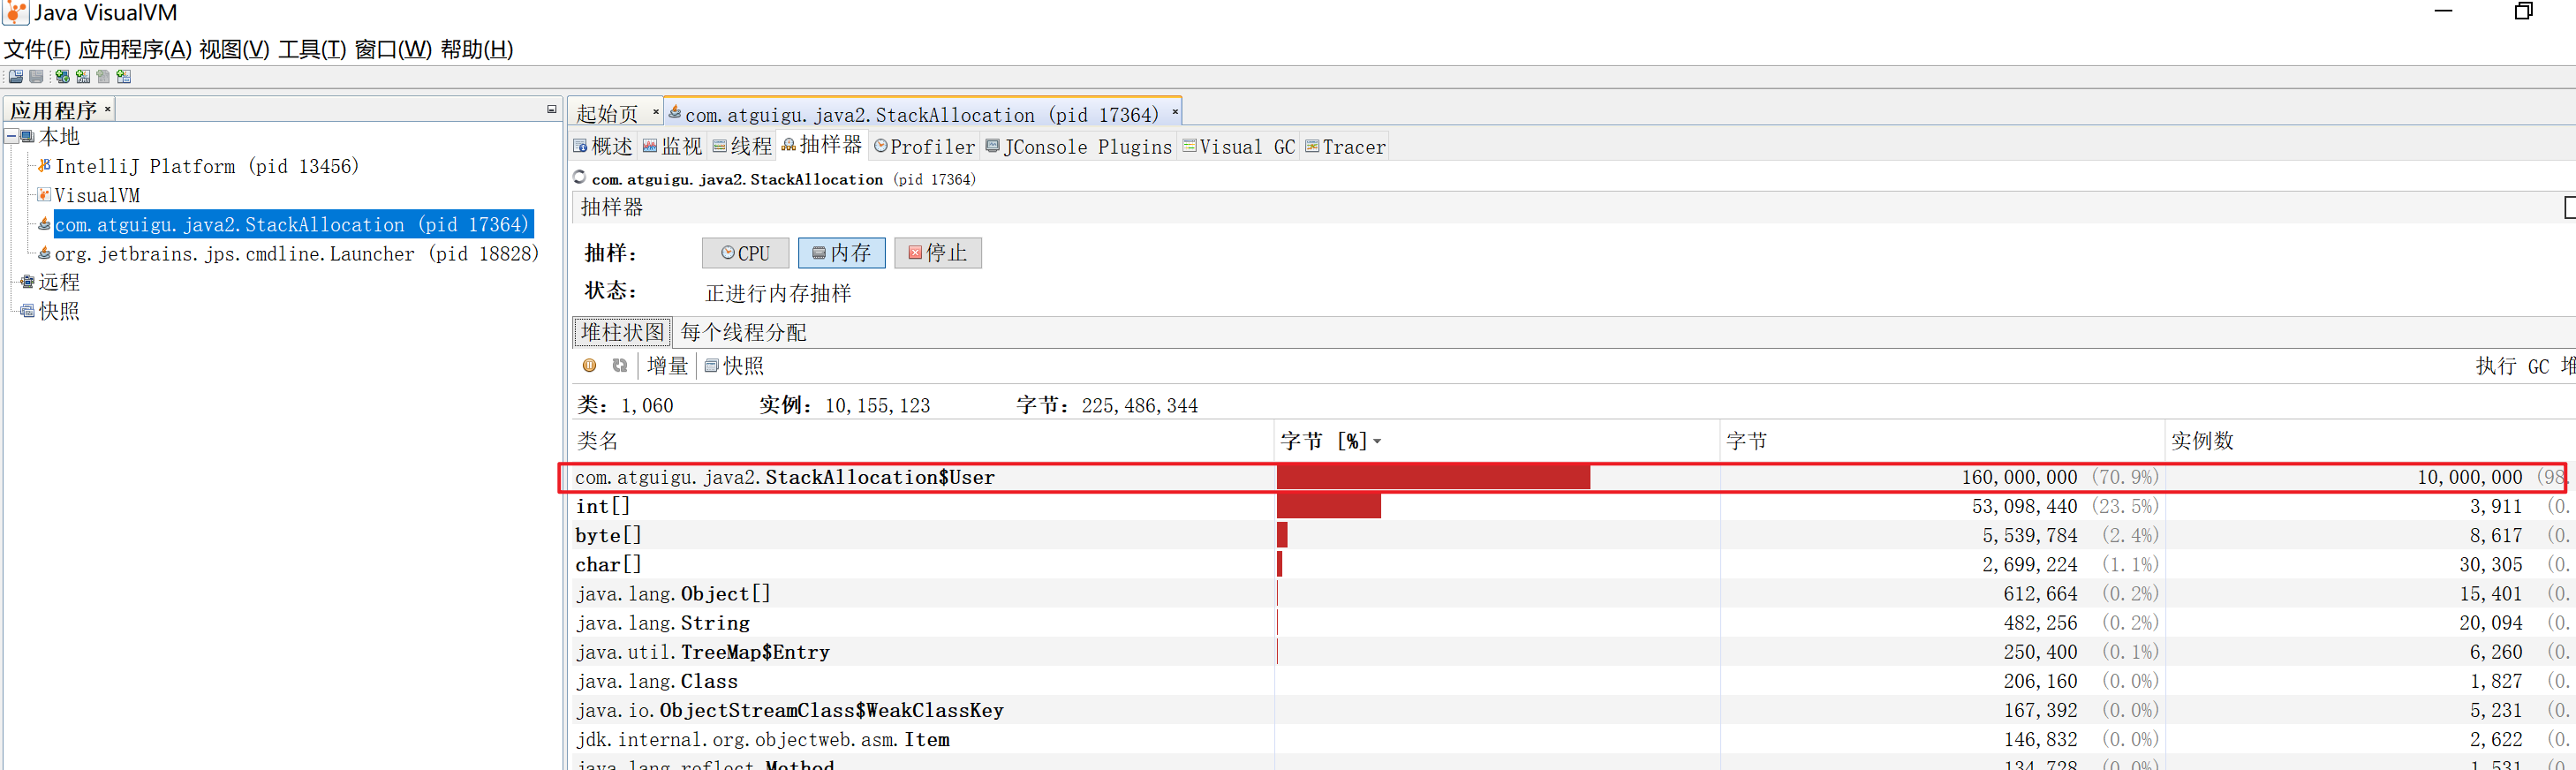 Java VisualVM
文件(F) 应用程序(A) 视图(V) 工具(T) 窗口(W) 帮助(H)
应用程序
本地
IntelliJ Platform (pid 13456)
VisualVM
com.atguigu.java2.StackAllocation (pid 17364)
org.jetbrains.jps.cmdline.Launcher (pid 18828)
远程
快照
起始页 com.atguigu.java2.StackAllocation (pid 17364)
概述 监视 线程 抽样器 Profiler JConsole Plugins Visual GC Tracer
com.atguigu.java2.StackAllocation (pid 17364)
抽样器
抽样： CPU 内存 停止
状态： 正进行内存抽样
堆柱状图 每个线程分配
增量 快照 执行 GC 堆
类： 1,060 实例： 10,155,123 字节： 225,486,344
类名 字节 [%] 字节 实例数
com.atguigu.java2.StackAllocation$User 160,000,000 (70.9%) 10,000,000 (98.
int[] 53,098,440 (23.5%) 3,911 (0.
byte[] 5,539,784 (2.4%) 8,617 (0.
char[] 2,699,224 (1.1%) 30,305 (0.
java.lang.Object[] 612,664 (0.2%) 15,401 (0.
java.lang.String 482,256 (0.2%) 20,094 (0.
java.util.TreeMap$Entry 250,400 (0.1%) 6,260 (0.
java.lang.Class 206,160 (0.0%) 1,827 (0.
java.io.ObjectStreamClass$WeakClassKey 167,392 (0.0%) 5,231 (0.
jdk.internal.org.objectweb.asm.Item 146,832 (0.0%) 2,622 (0.
java.lang.reflect.Method 134,728 (0.0%) 1,531 (0.